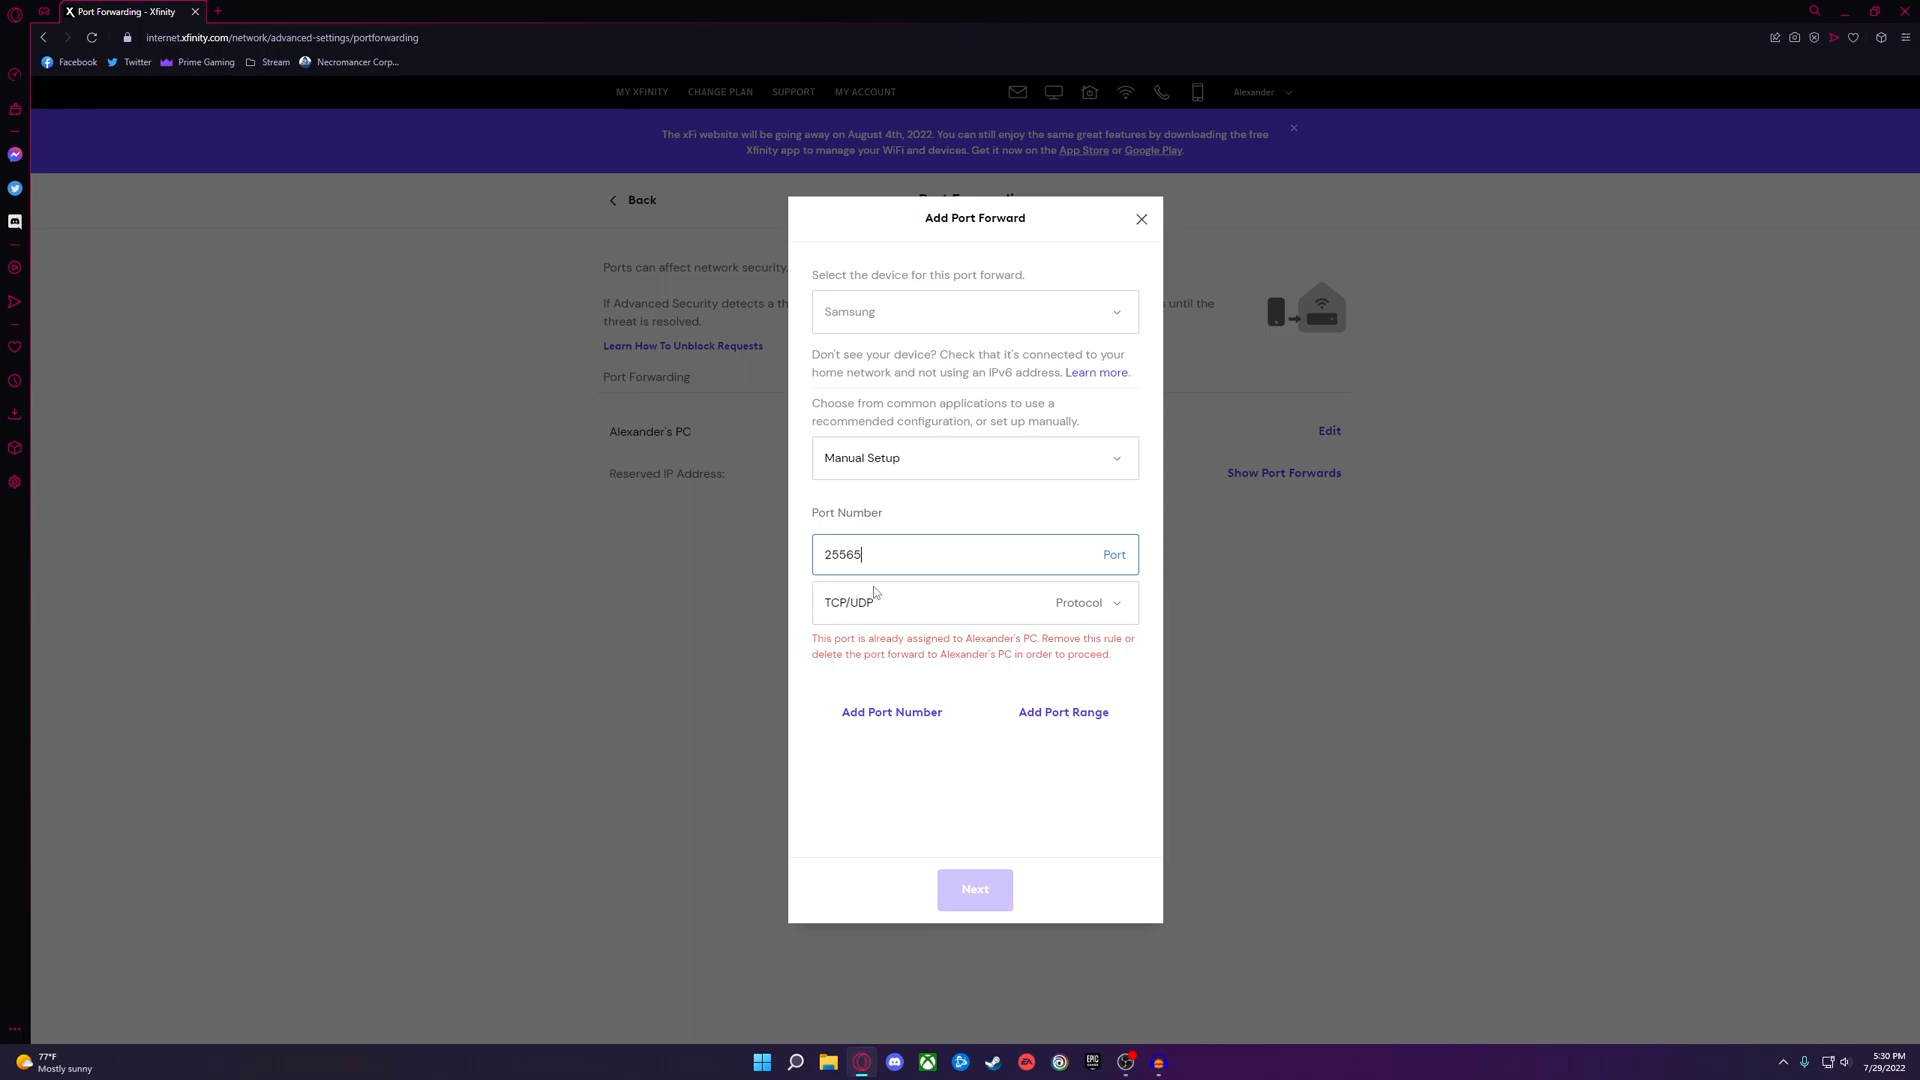 Port Forwarding - Xfinity
internet.xfinity.com/network/advanced-settings/portforwarding
Facebook
Twitter
Prime Gaming
Stream
Necromancer Corp...
MY XFINITY
CHANGE PLAN
SUPPORT
MY ACCOUNT
Alexander
The xFi website will be going away on August 4th, 2022. You can still enjoy the same great features by downloading the free
Xfinity app to manage your WiFi and devices. Get it now on the App Store or Google Play.
Back
Ports can affect network security.
If Advanced Security detects a th
s until the
threat is resolved.
Learn How To Unblock Requests
Port Forwarding
Alexander's PC
Edit
Reserved IP Address:
Show Port Forwards
Add Port Forward
Select the device for this port forward.
Samsung
Don't see your device? Check that it's connected to your
home network and not using an IPv6 address. Learn more.
Choose from common applications to use a
recommended configuration, or set up manually.
Manual Setup
Port Number
25565
Port
TCP/UDP
Protocol
This port is already assigned to Alexander's PC. Remove this rule or
delete the port forward to Alexander's PC in order to proceed.
Add Port Number
Add Port Range
Next
77°F
Mostly sunny
EA
EPIC
GAMES
5:30 PM
7/29/2022